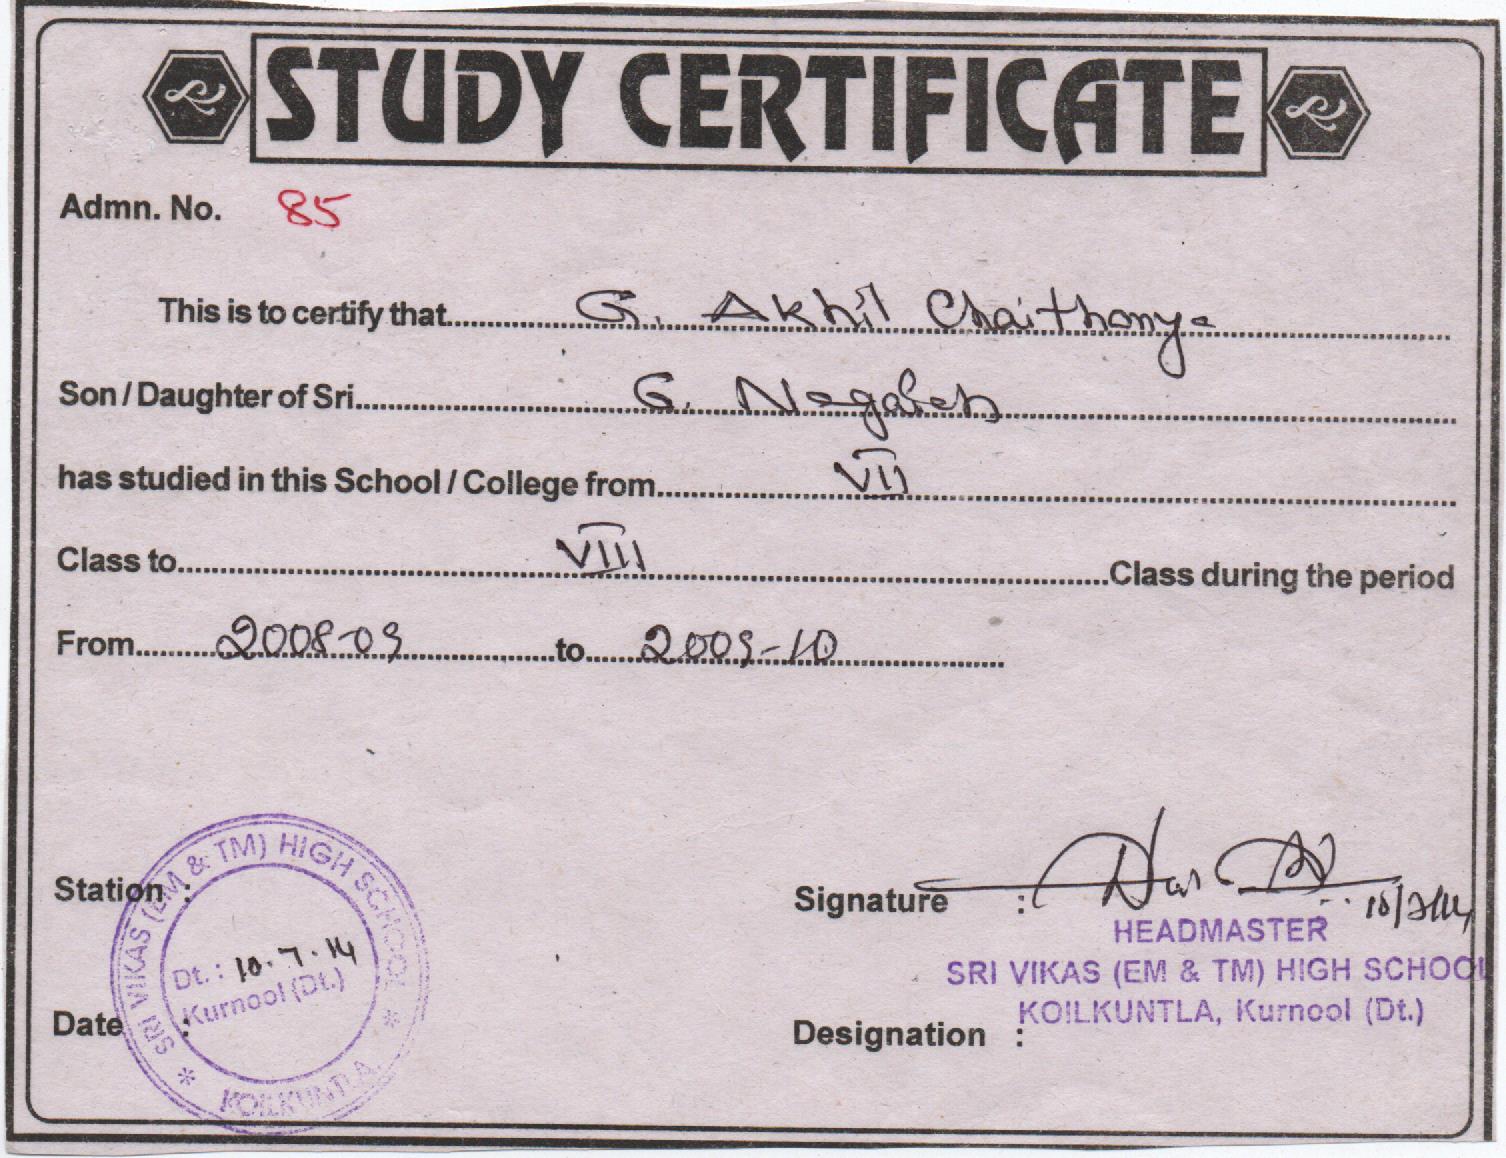 STUDY CERTIFICATE
Admn. No. 85
This is to certify that G. Akhil Chaithanya
Son / Daughter of Sri G. Nagaiah
has studied in this School / College from VII
Class to VIII Class during the period
From 2008-09 to 2009-10
SRI VIKAS (EM & TM) HIGH SCHOOL * KOILKUNTLA *
Dt. : 10.7.14
Kurnool (Dt.)
Station :
Date :
Signature : 10/7/14
HEADMASTER
SRI VIKAS (EM & TM) HIGH SCHOOL
KOILKUNTLA, Kurnool (Dt.)
Designation :